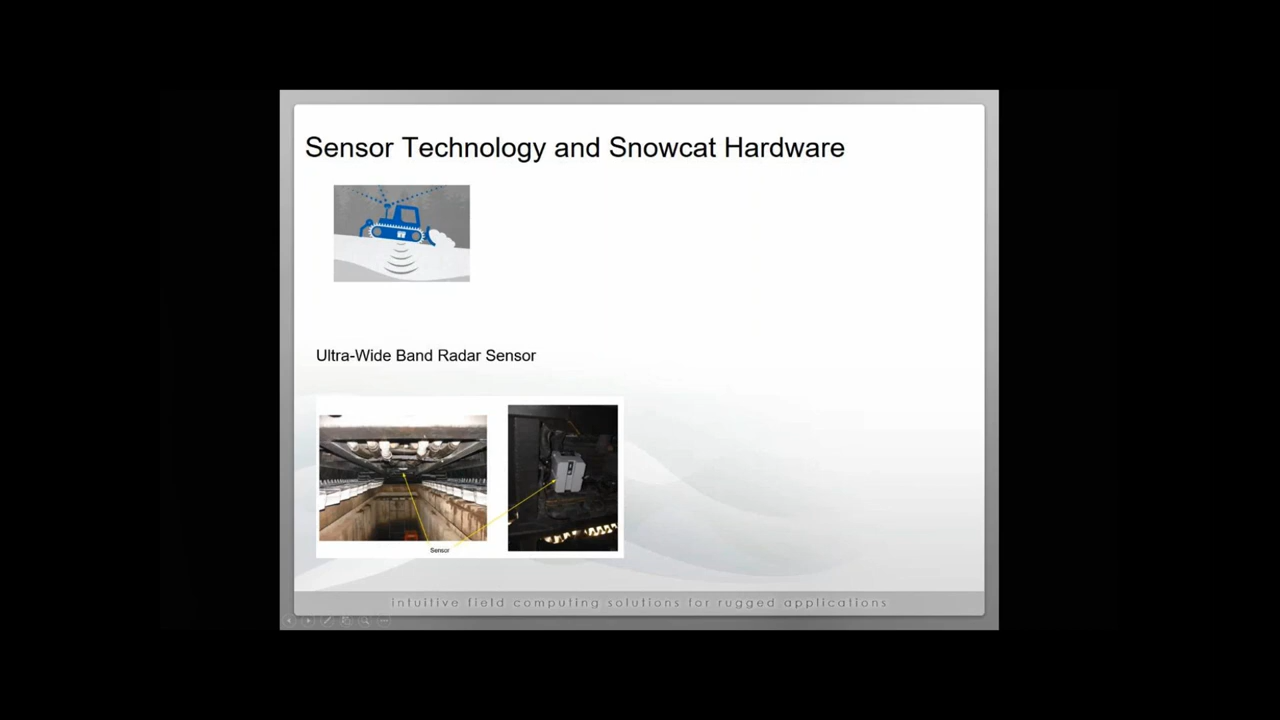 Sensor Technology and Snowcat Hardware
Ultra-Wide Band Radar Sensor
Sensor
intuitive field computing solutions for rugged applications